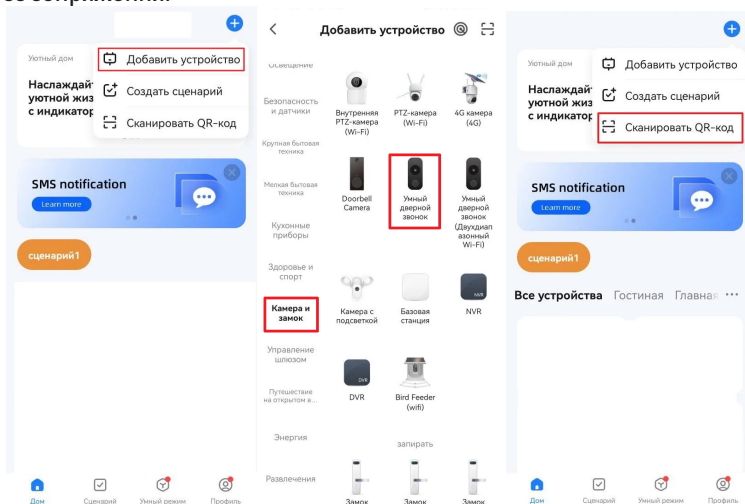 Уютный дом
Добавить устройство
Наслаждай
уютной жиз
с индикатор
Создать сценарий
Сканировать QR-код
SMS notification
Learn more
сценарий1
Дом
Сценарий
Умный режим
Профиль
Добавить устройство
Освещение
Безопасность
и датчики
Крупная бытовая
техника
Мелкая бытовая
техника
Кухонные
приборы
Здоровье и
спорт
Камера и
замок
Управление
шлюзом
Путешествие
на открытом в...
Энергия
Развлечения
Внутренняя
PTZ-камера
(Wi-Fi)
PTZ-камера
(Wi-Fi)
4G камера
(4G)
Doorbell
Camera
Умный
дверной
звонок
Умный
дверной
звонок
(Двухдиап
азонный
Wi-Fi)
Камера с
подсветкой
Базовая
станция
NVR
NVR
DVR
DVR
Bird Feeder
(wifi)
запирать
Замок
Замок
Замок
Уютный дом
Добавить устройство
Наслаждай
уютной жиз
с индикатор
Создать сценарий
Сканировать QR-код
SMS notification
Learn more
сценарий1
Все устройства Гостиная Главная ...
Дом
Сценарий
Умный режим
Профиль